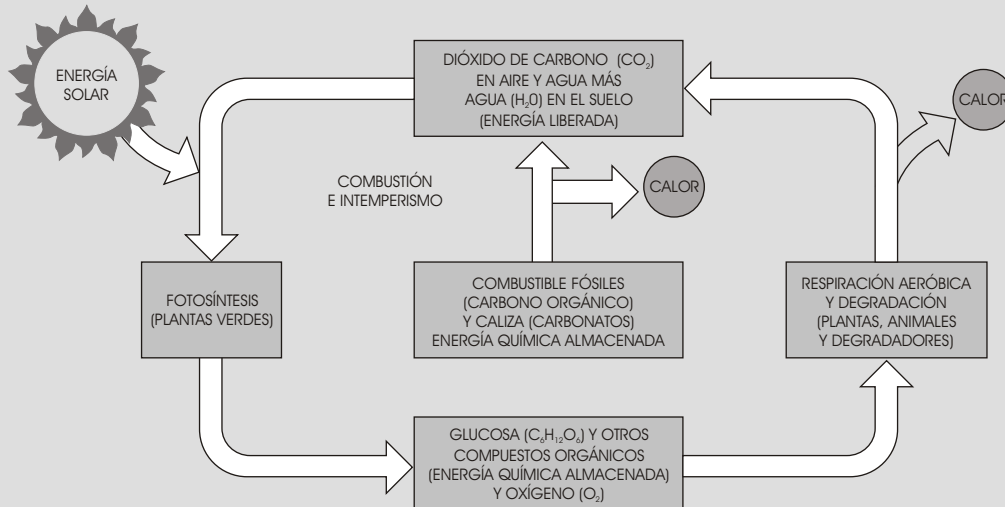 ENERGÍA
SOLAR
DIÓXIDO DE CARBONO (CO₂)
EN AIRE Y AGUA MÁS
AGUA (H₂0) EN EL SUELO
(ENERGÍA LIBERADA)
CALOR
COMBUSTIÓN
E INTEMPERISMO
CALOR
FOTOSÍNTESIS
(PLANTAS VERDES)
COMBUSTIBLE FÓSILES
(CARBONO ORGÁNICO)
Y CALIZA (CARBONATOS)
ENERGÍA QUÍMICA ALMACENADA
RESPIRACIÓN AERÓBICA
Y DEGRADACIÓN
(PLANTAS, ANIMALES
Y DEGRADADORES)
GLUCOSA (C₆H₁₂O₆) Y OTROS
COMPUESTOS ORGÁNICOS
(ENERGÍA QUÍMICA ALMACENADA)
Y OXÍGENO (O₂)